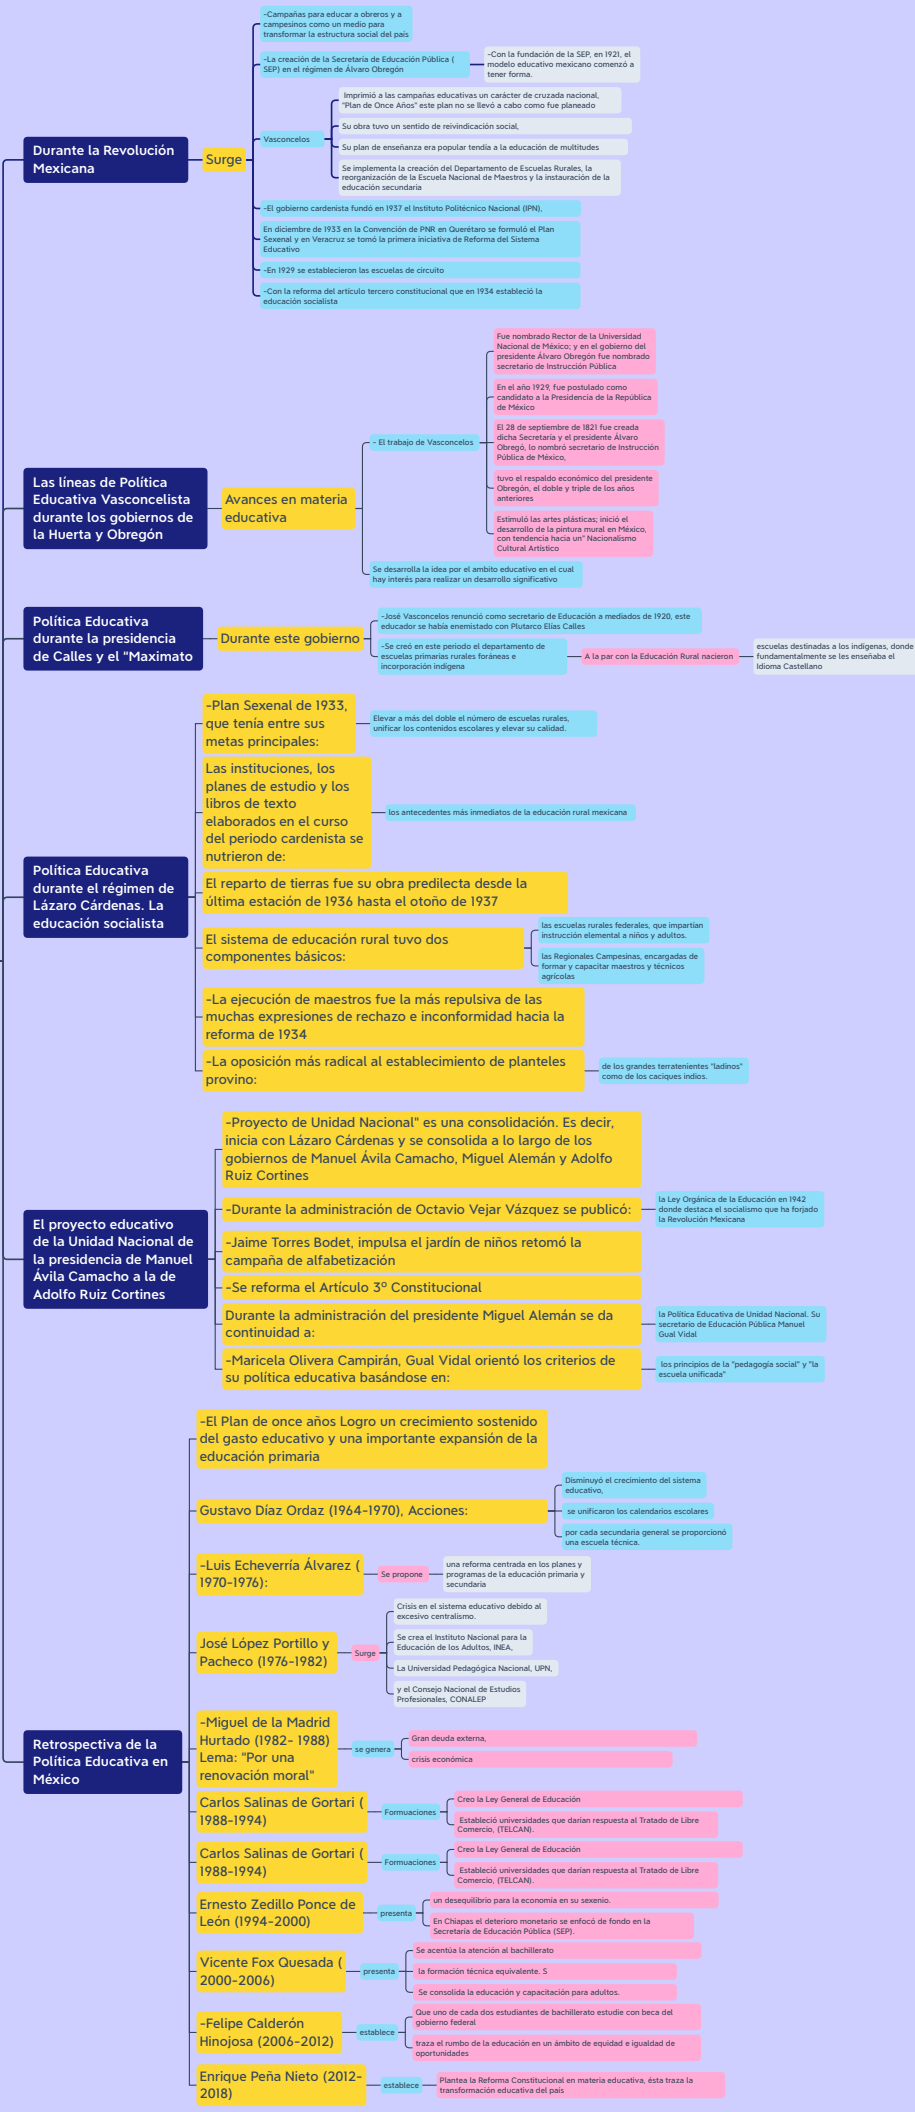 -Campañas para educar a obreros y a
campesinos como un medio para
transformar la estructura social del país
-La creación de la Secretaría de Educación Pública (
SEP) en el régimen de Álvaro Obregón
-Con la fundación de la SEP, en 1921, el
modelo educativo mexicano comenzó a
tener forma.
Imprimió a las campañas educativas un carácter de cruzada nacional,
"Plan de Once Años" este plan no se llevó a cabo como fue planeado
Su obra tuvo un sentido de reivindicación social,
Vasconcelos
Su plan de enseñanza era popular tendía a la educación de multitudes
Se implementa la creación del Departamento de Escuelas Rurales, la
reorganización de la Escuela Nacional de Maestros y la instauración de la
educación secundaria
Durante la Revolución
Mexicana
Surge
-El gobierno cardenista fundó en 1937 el Instituto Politécnico Nacional (IPN),
En diciembre de 1933 en la Convención de PNR en Querétaro se formuló el Plan
Sexenal y en Veracruz se tomó la primera iniciativa de Reforma del Sistema
Educativo
-En 1929 se establecieron las escuelas de circuito
-Con la reforma del artículo tercero constitucional que en 1934 estableció la
educación socialista
Las líneas de Política
Educativa Vasconcelista
durante los gobiernos de
la Huerta y Obregón
Avances en materia
educativa
- El trabajo de Vasconcelos
Fue nombrado Rector de la Universidad
Nacional de México; y en el gobierno del
presidente Álvaro Obregón fue nombrado
secretario de Instrucción Pública
En el año 1929, fue postulado como
candidato a la Presidencia de la República
de México
El 28 de septiembre de 1821 fue creada
dicha Secretaría y el presidente Álvaro
Obregó, lo nombró secretario de Instrucción
Pública de México,
tuvo el respaldo económico del presidente
Obregón, el doble y triple de los años
anteriores
Estimuló las artes plásticas; inició el
desarrollo de la pintura mural en México,
con tendencia hacia un" Nacionalismo
Cultural Artístico
Se desarrolla la idea por el ambito educativo en el cual
hay interés para realizar un desarrollo significativo
Política Educativa
durante la presidencia
de Calles y el "Maximato
Durante este gobierno
-José Vasconcelos renunció como secretario de Educación a mediados de 1920, este
educador se había enemistado con Plutarco Elías Calles
-Se creó en este periodo el departamento de
escuelas primarias rurales foráneas e
incorporación indígena
A la par con la Educación Rural nacieron
escuelas destinadas a los indígenas, donde
fundamentalmente se les enseñaba el
Idioma Castellano
Política Educativa
durante el régimen de
Lázaro Cárdenas. La
educación socialista
-Plan Sexenal de 1933,
que tenía entre sus
metas principales:
Elevar a más del doble el número de escuelas rurales,
unificar los contenidos escolares y elevar su calidad.
Las instituciones, los
planes de estudio y los
libros de texto
elaborados en el curso
del periodo cardenista se
nutrieron de:
los antecedentes más inmediatos de la educación rural mexicana
El reparto de tierras fue su obra predilecta desde la
última estación de 1936 hasta el otoño de 1937
El sistema de educación rural tuvo dos
componentes básicos:
las escuelas rurales federales, que impartían
instrucción elemental a niños y adultos.
las Regionales Campesinas, encargadas de
formar y capacitar maestros y técnicos
agrícolas
-La ejecución de maestros fue la más repulsiva de las
muchas expresiones de rechazo e inconformidad hacia la
reforma de 1934
-La oposición más radical al establecimiento de planteles
provino:
de los grandes terratenientes "ladinos"
como de los caciques indios.
El proyecto educativo
de la Unidad Nacional de
la presidencia de Manuel
Ávila Camacho a la de
Adolfo Ruiz Cortines
-Proyecto de Unidad Nacional" es una consolidación. Es decir,
inicia con Lázaro Cárdenas y se consolida a lo largo de los
gobiernos de Manuel Ávila Camacho, Miguel Alemán y Adolfo
Ruiz Cortines
-Durante la administración de Octavio Vejar Vázquez se publicó:
la Ley Orgánica de la Educación en 1942
donde destaca el socialismo que ha forjado
la Revolución Mexicana
-Jaime Torres Bodet, impulsa el jardín de niños retomó la
campaña de alfabetización
-Se reforma el Artículo 3º Constitucional
Durante la administración del presidente Miguel Alemán se da
continuidad a:
la Política Educativa de Unidad Nacional. Su
secretario de Educación Pública Manuel
Gual Vidal
-Maricela Olivera Campirán, Gual Vidal orientó los criterios de
su política educativa basándose en:
los principios de la "pedagogía social" y "la
escuela unificada"
Retrospectiva de la
Política Educativa en
México
-El Plan de once años Logro un crecimiento sostenido
del gasto educativo y una importante expansión de la
educación primaria
Gustavo Díaz Ordaz (1964-1970), Acciones:
Disminuyó el crecimiento del sistema
educativo,
se unificaron los calendarios escolares
por cada secundaria general se proporcionó
una escuela técnica.
-Luis Echeverría Álvarez (
1970-1976):
Se propone
una reforma centrada en los planes y
programas de la educación primaria y
secundaria
José López Portillo y
Pacheco (1976-1982)
Surge
Crisis en el sistema educativo debido al
excesivo centralismo.
Se crea el Instituto Nacional para la
Educación de los Adultos, INEA,
La Universidad Pedagógica Nacional, UPN,
y el Consejo Nacional de Estudios
Profesionales, CONALEP
-Miguel de la Madrid
Hurtado (1982- 1988)
Lema: "Por una
renovación moral"
se genera
Gran deuda externa,
crisis económica
Carlos Salinas de Gortari (
1988-1994)
Formuaciones
Creo la Ley General de Educación
Estableció universidades que darían respuesta al Tratado de Libre
Comercio, (TELCAN).
Carlos Salinas de Gortari (
1988-1994)
Formuaciones
Creo la Ley General de Educación
Estableció universidades que darían respuesta al Tratado de Libre
Comercio, (TELCAN).
Ernesto Zedillo Ponce de
León (1994-2000)
presenta
un desequilibrio para la economía en su sexenio.
En Chiapas el deterioro monetario se enfocó de fondo en la
Secretaría de Educación Pública (SEP).
Vicente Fox Quesada (
2000-2006)
presenta
Se acentúa la atención al bachillerato
la formación técnica equivalente. S
Se consolida la educación y capacitación para adultos.
-Felipe Calderón
Hinojosa (2006-2012)
establece
Que uno de cada dos estudiantes de bachillerato estudie con beca del
gobierno federal
traza el rumbo de la educación en un ámbito de equidad e igualdad de
oportunidades
Enrique Peña Nieto (2012-
2018)
establece
Plantea la Reforma Constitucional en materia educativa, ésta traza la
transformación educativa del país